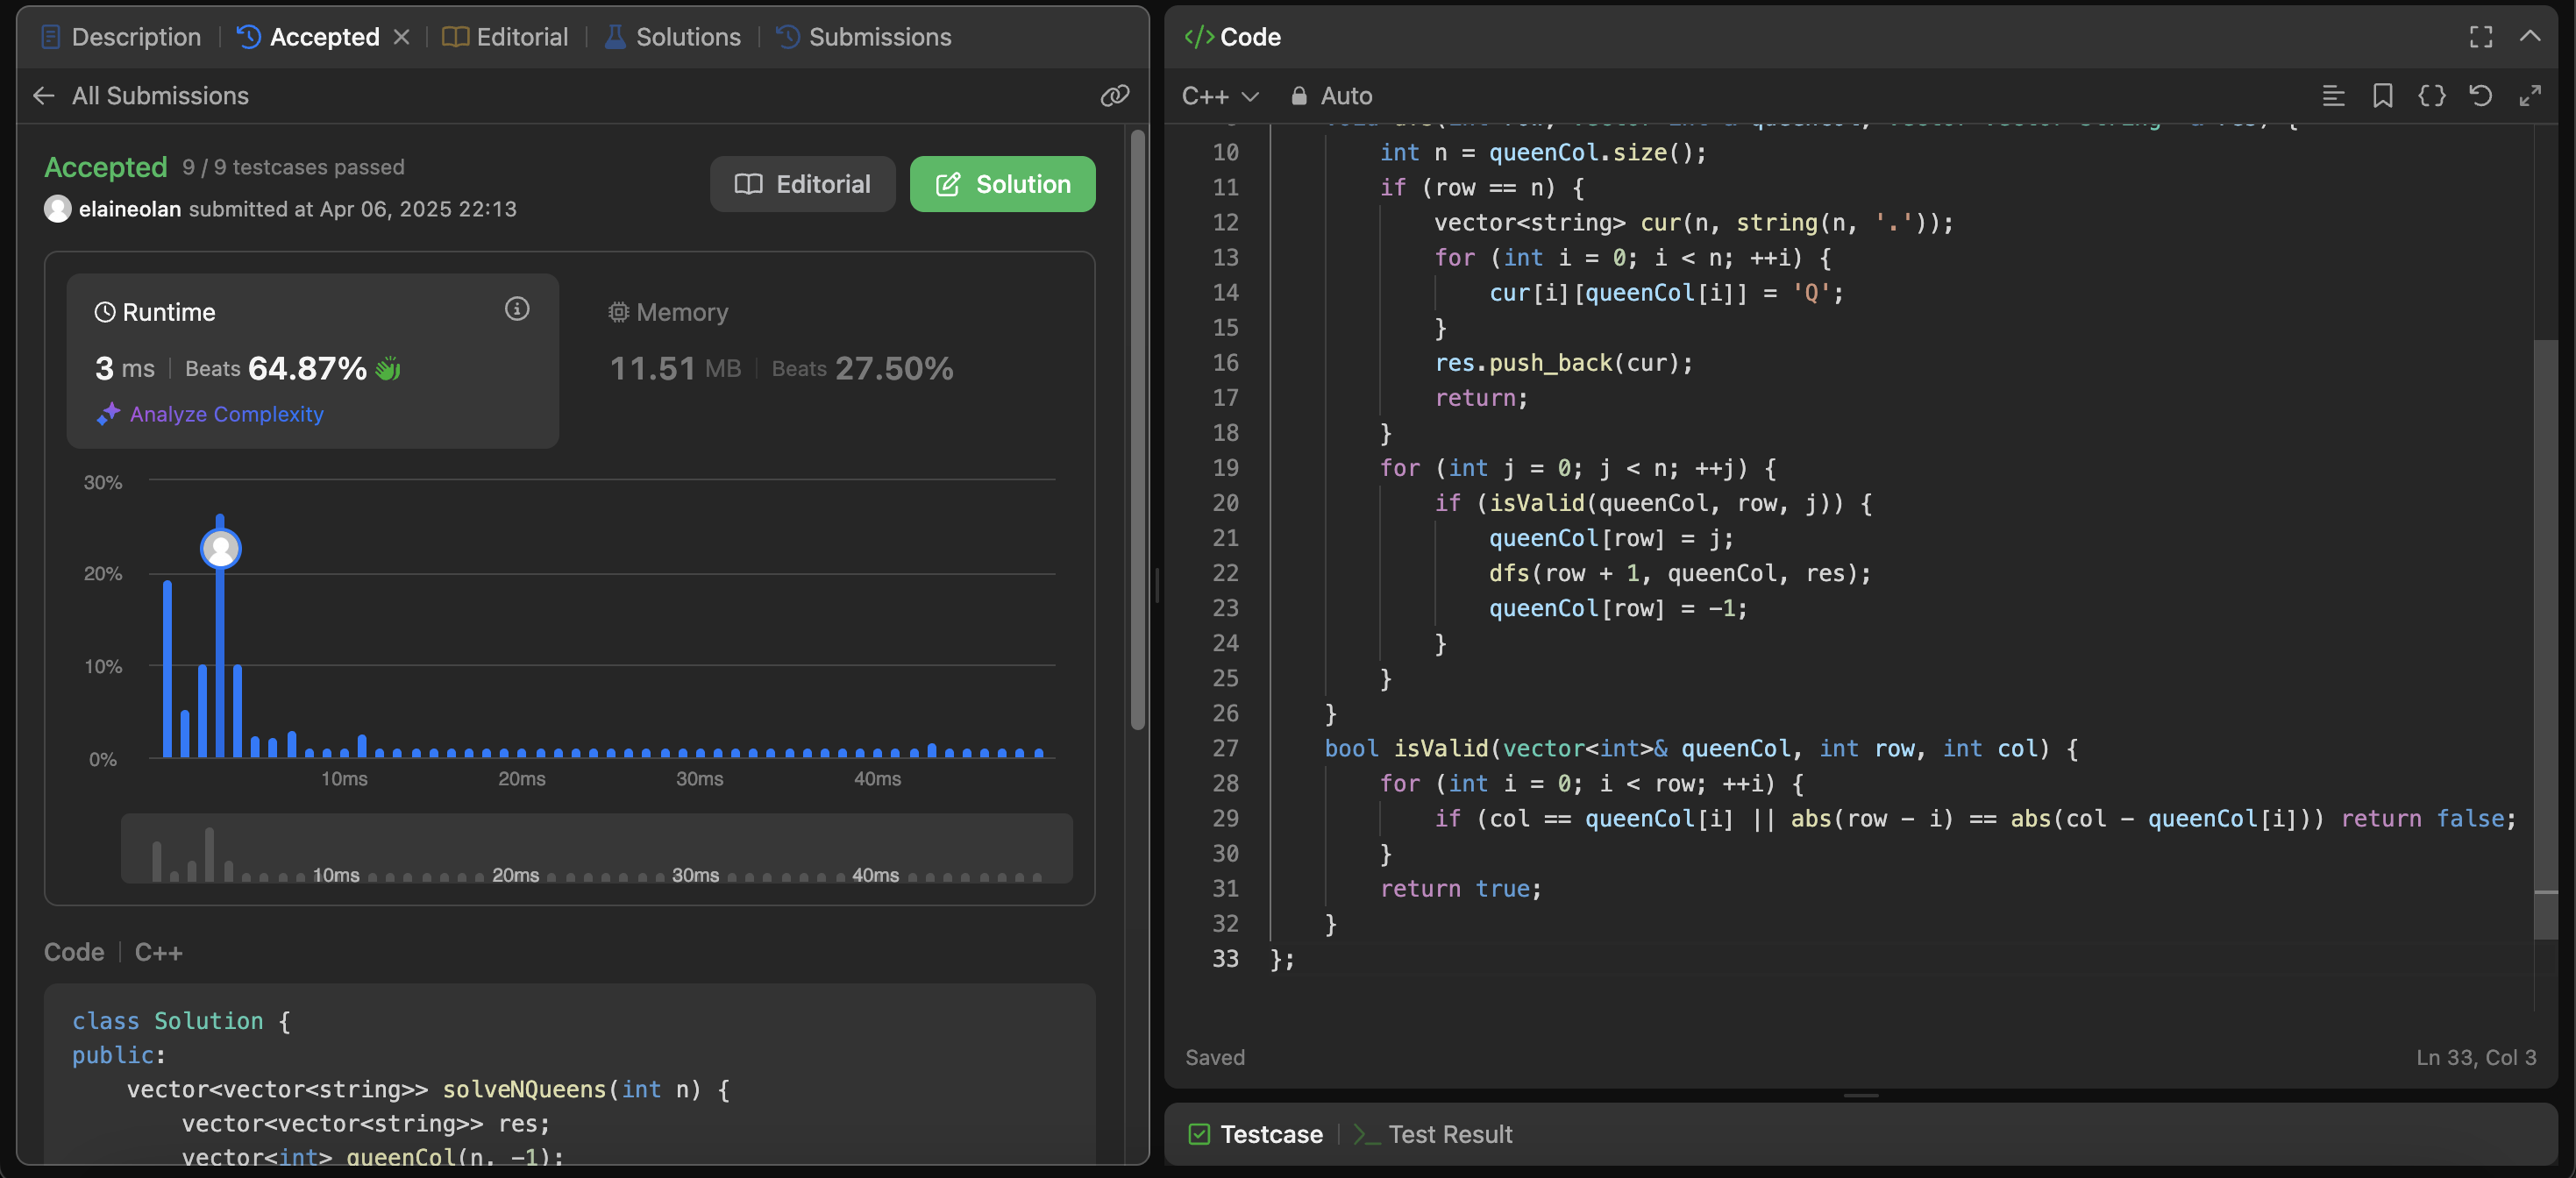 Description
Accepted
Editorial
Solutions
Submissions
All Submissions
Accepted 9 / 9 testcases passed
elaineolan submitted at Apr 06, 2025 22:13
Editorial
Solution
Runtime
3 ms Beats 64.87%
Analyze Complexity
Memory
11.51 MB Beats 27.50%
30%
20%
10%
0%
10ms 20ms 30ms 40ms
10ms 20ms 30ms 40ms
Code C++
class Solution {
public:
vector<vector<string>> solveNQueens(int n) {
vector<vector<string>> res;
vector<int> queenCol(n, -1);
</> Code
C++ Auto
10 int n = queenCol.size();
11 if (row == n) {
12 vector<string> cur(n, string(n, '.'));
13 for (int i = 0; i < n; ++i) {
14 cur[i][queenCol[i]] = 'Q';
15 }
16 res.push_back(cur);
17 return;
18 }
19 for (int j = 0; j < n; ++j) {
20 if (isValid(queenCol, row, j)) {
21 queenCol[row] = j;
22 dfs(row + 1, queenCol, res);
23 queenCol[row] = -1;
24 }
25 }
26 }
27 bool isValid(vector<int>& queenCol, int row, int col) {
28 for (int i = 0; i < row; ++i) {
29 if (col == queenCol[i] || abs(row - i) == abs(col - queenCol[i])) return false;
30 }
31 return true;
32 }
33 };
Saved
Ln 33, Col 3
Testcase
Test Result